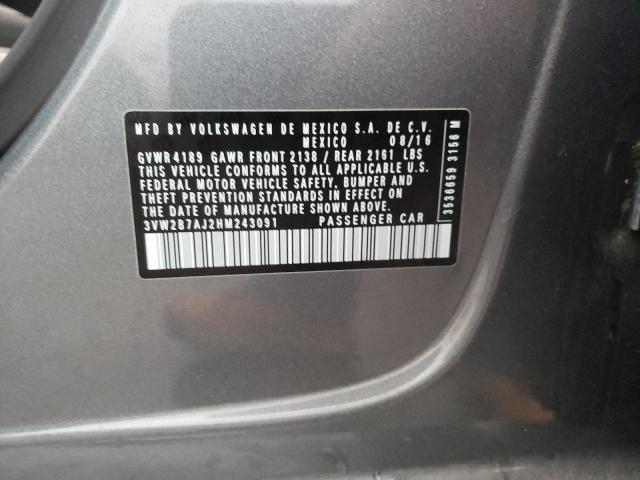 MFD BY VOLKSWAGEN DE MEXICO S.A. DE C.V.
MEXICO 08/16
GVWR 4189 GAWR FRONT 2138 / REAR 2161 LBS
THIS VEHICLE CONFORMS TO ALL APPLICABLE U.S.
FEDERAL MOTOR VEHICLE SAFETY, BUMPER AND
THEFT PREVENTION STANDARDS IN EFFECT ON
THE DATE OF MANUFACTURE SHOWN ABOVE.
3VW2B7AJ2HM243091 PASSENGER CAR
3530659 3156 M